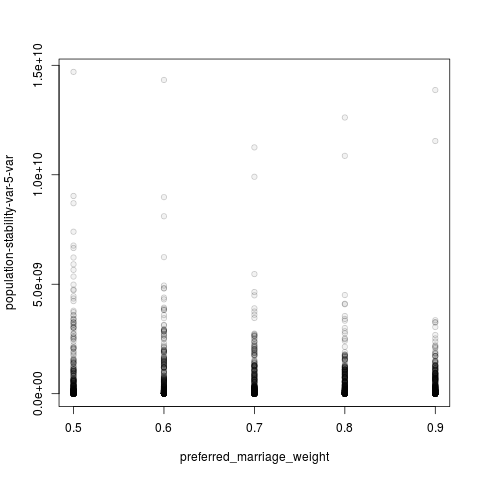 1.5e+10
1.0e+10
5.0e+09
0.0e+00
population-stability-var-5-var
0.5 0.6 0.7 0.8 0.9
preferred_marriage_weight